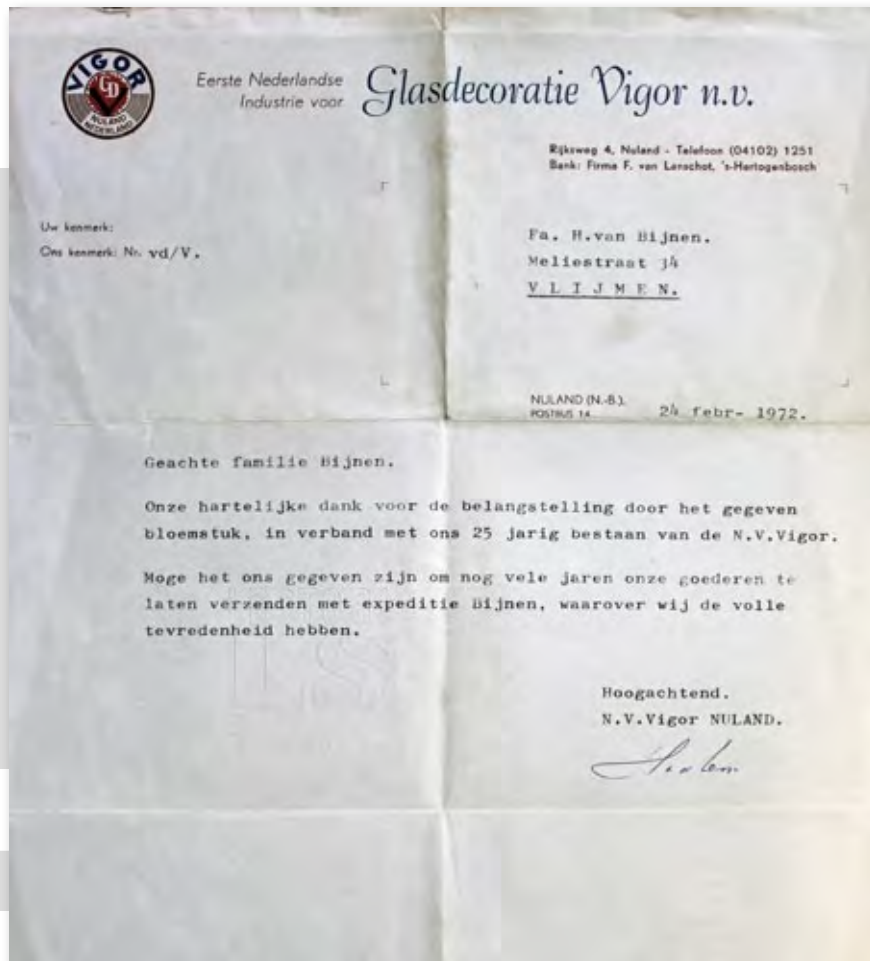 VIGOR
GD
NULAND
NEDERLAND
Eerste Nederlandse
Industrie voor
Glasdecoratie Vigor n.v.
Rijksweg 4, Nuland - Telefoon (04102) 1251
Bank: Firma F. van Lanschot, 's-Hertogenbosch
Uw kenmerk:
Ons kenmerk: Nr. vd/V.
Fa. H.van Bijnen.
Meliestraat 34
V L I J M E N.
NULAND (N.-B.),
POSTBUS 14
24 febr- 1972.
Geachte familie Bijnen.
Onze hartelijke dank voor de belangstelling door het gegeven
bloemstuk, in verband met ons 25 jarig bestaan van de N.V.Vigor.
Moge het ons gegeven zijn om nog vele jaren onze goederen te
laten verzenden met expeditie Bijnen, waarover wij de volle
tevredenheid hebben.
Hoogachtend.
N.V.Vigor NULAND.